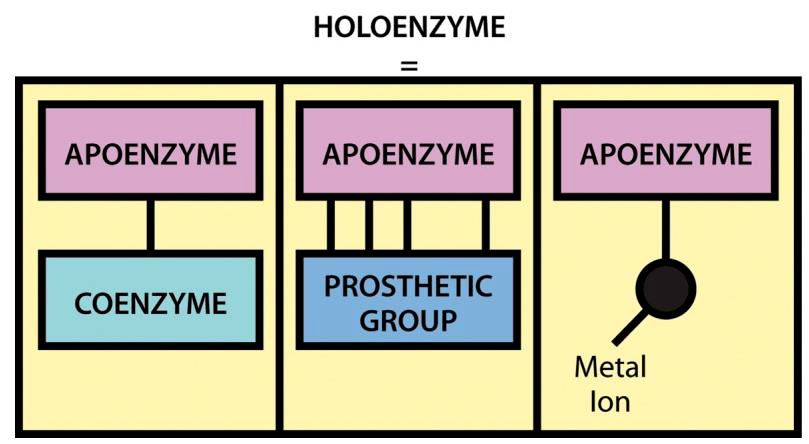 HOLOENZYME
=
APOENZYME
COENZYME
APOENZYME
PROSTHETIC
GROUP
APOENZYME
Metal
Ion